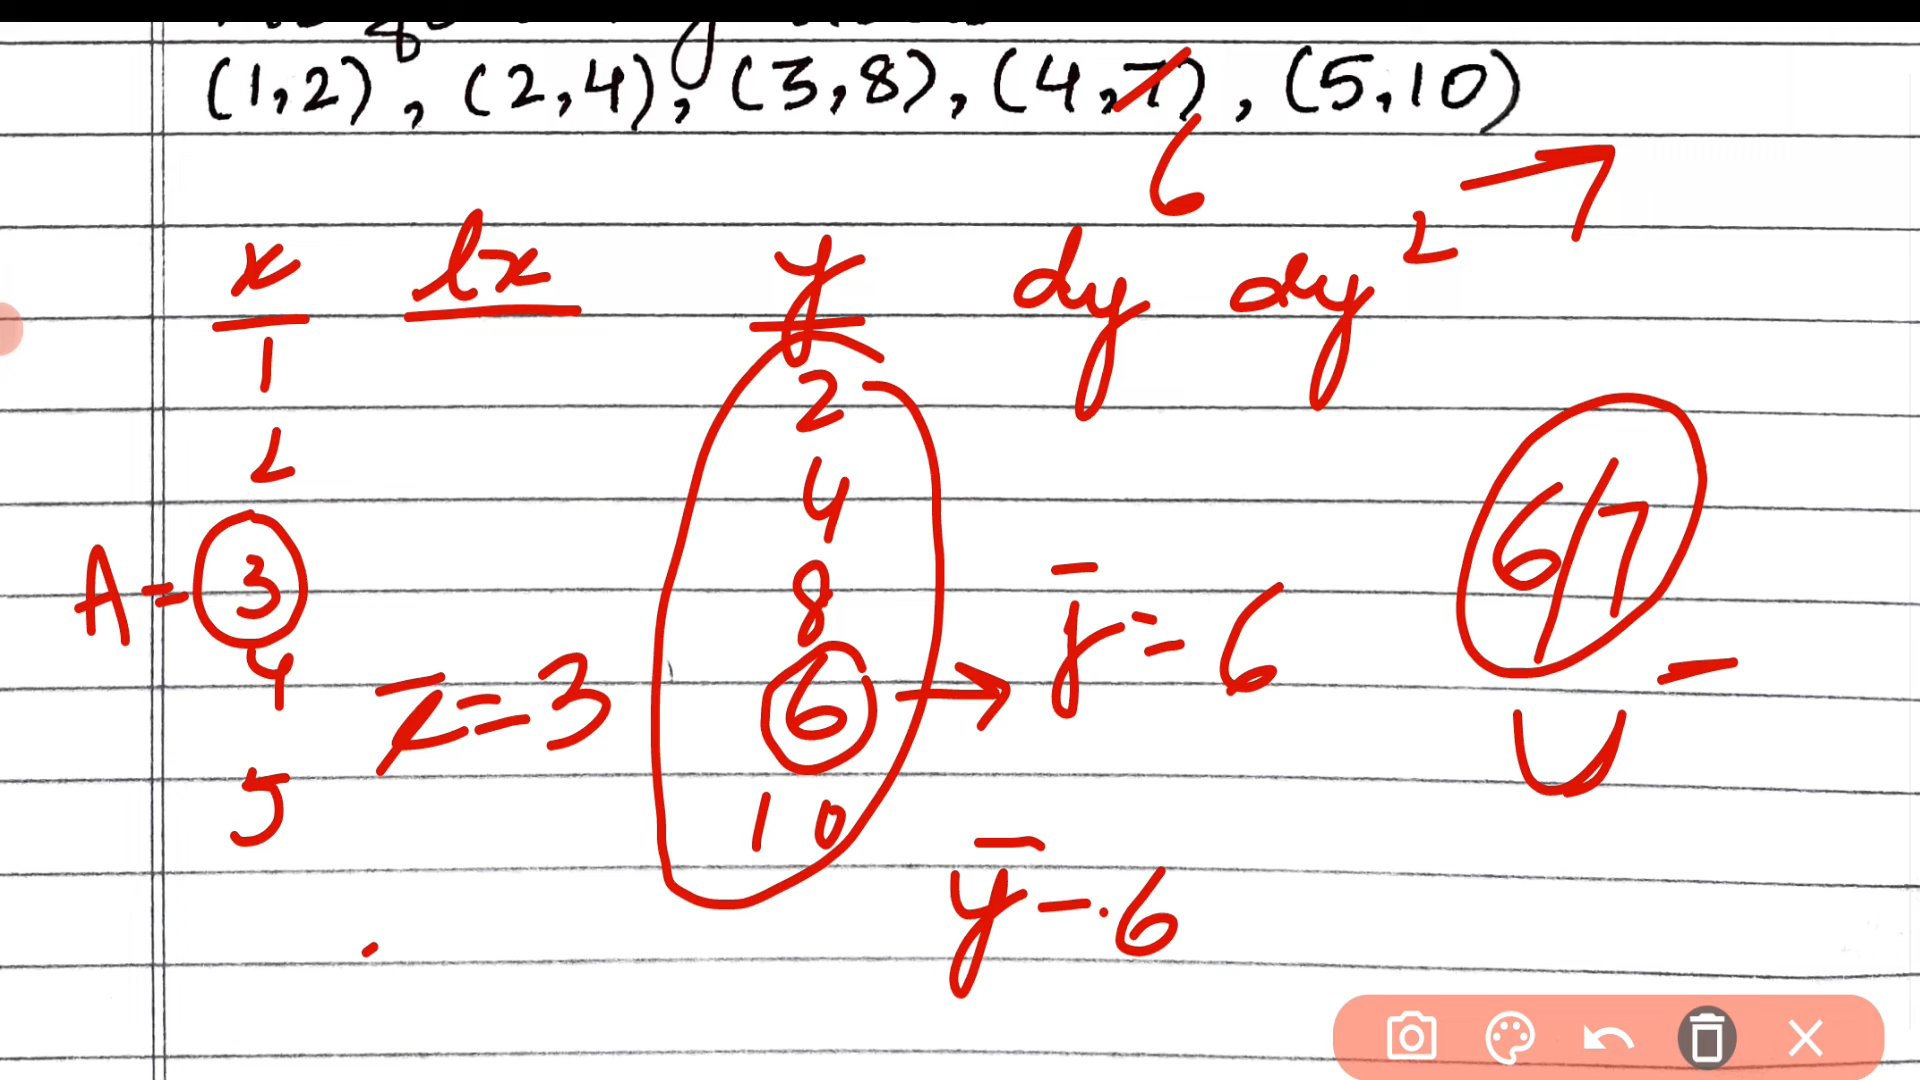 (1,2), (2,4), (3,8), (4,7), (5,10)
6
x dx y dy dy²
1 2
2 4
A = 3 8
4 x̄ = 3 6 → ȳ = 6
5 10
6/7
ȳ - 6